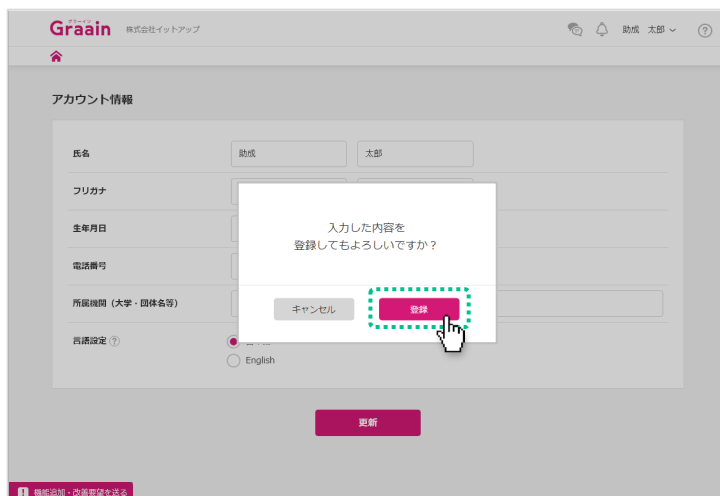 グラーイン
Graain 株式会社イットアップ
助成 太郎
?
アカウント情報
氏名 助成 太郎
フリガナ
生年月日
電話番号
所属機関(大学・団体名等)
言語設定 ?
English
入力した内容を
登録してもよろしいですか?
キャンセル 登録
更新
! 機能追加・改善要望を送る